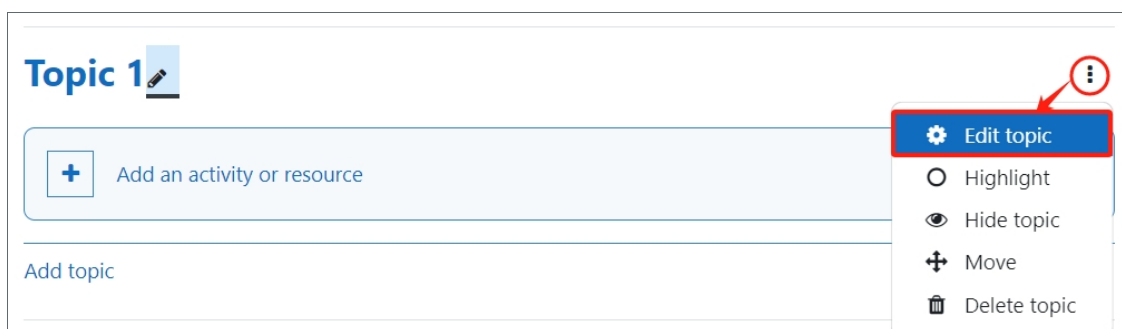 Topic 1
Edit topic
Add an activity or resource
Highlight
Hide topic
Move
Add topic
Delete topic